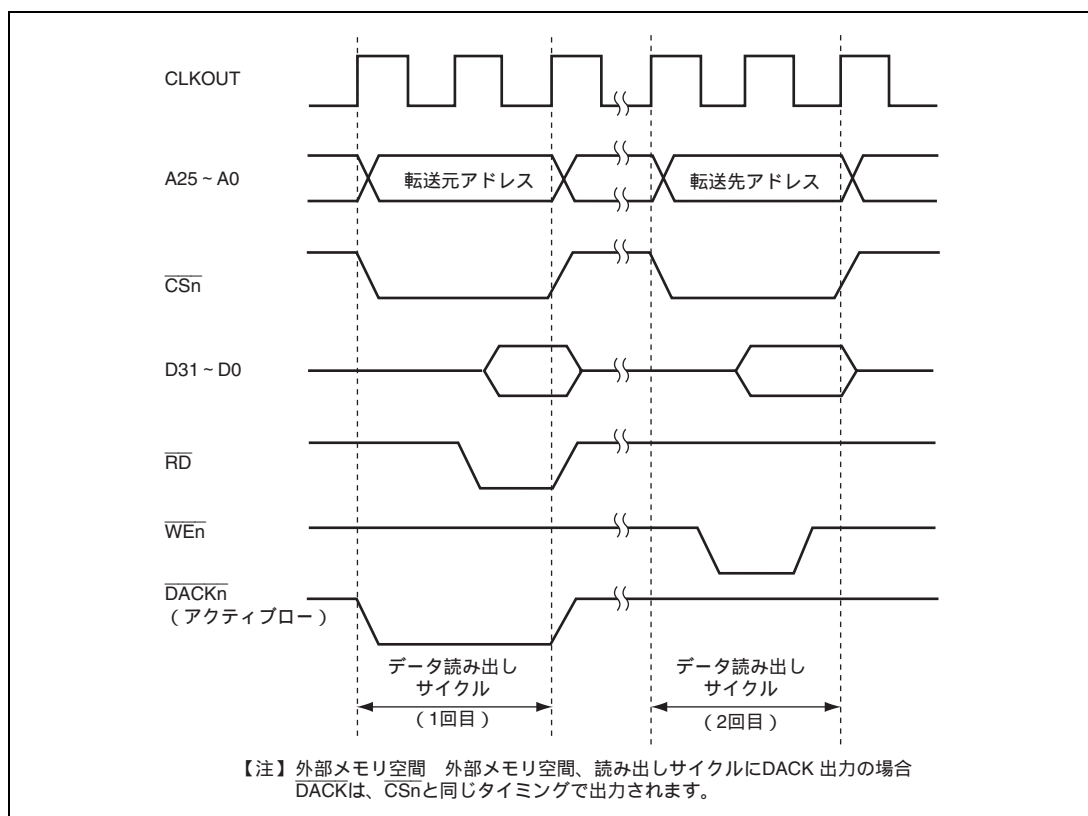 CLKOUT
A25 ~ A0
転送元アドレス
転送先アドレス
CSn
D31 ~ D0
RD
WEn
DACKn
(アクティブロー)
データ読み出し
サイクル
(1回目)
データ読み出し
サイクル
(2回目)
【注】外部メモリ空間 外部メモリ空間、読み出しサイクルにDACK 出力の場合
DACKは、CSnと同じタイミングで出力されます。